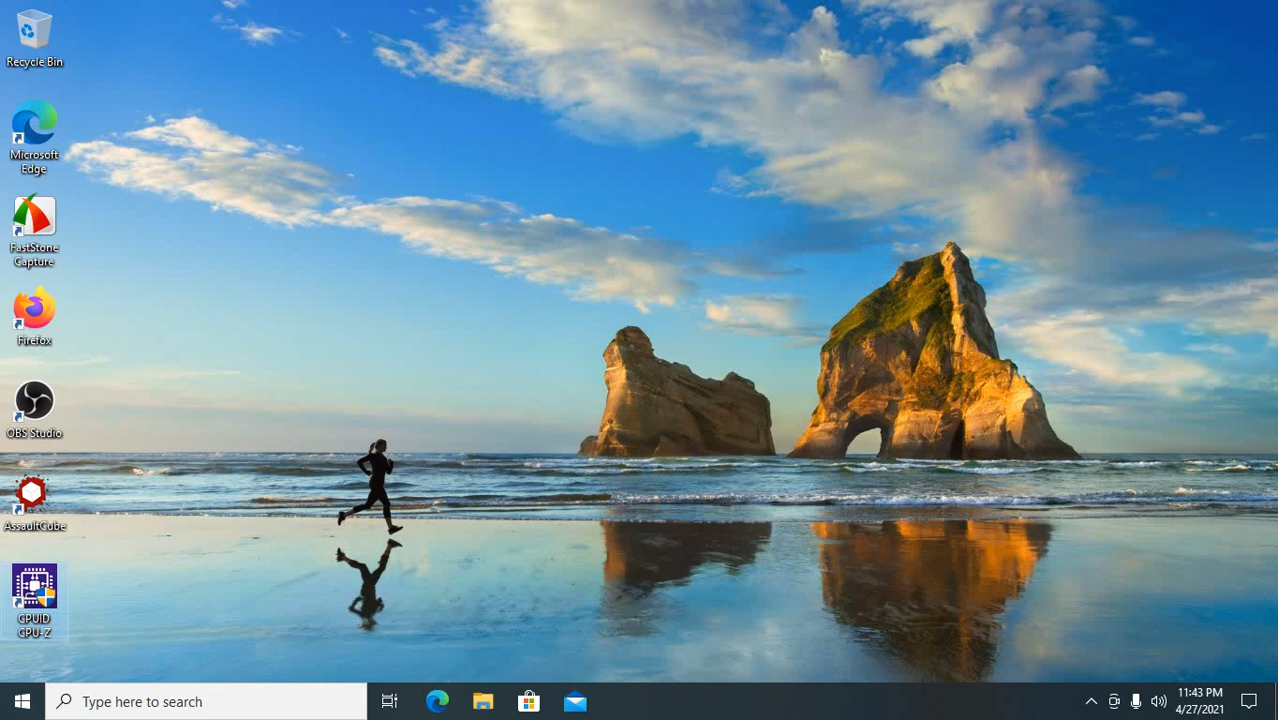 Recycle Bin
Microsoft
Edge
FastStone
Capture
Firefox
OBS Studio
AssaultCube
CPUID
CPU-Z
Type here to search
11:43 PM
4/27/2021